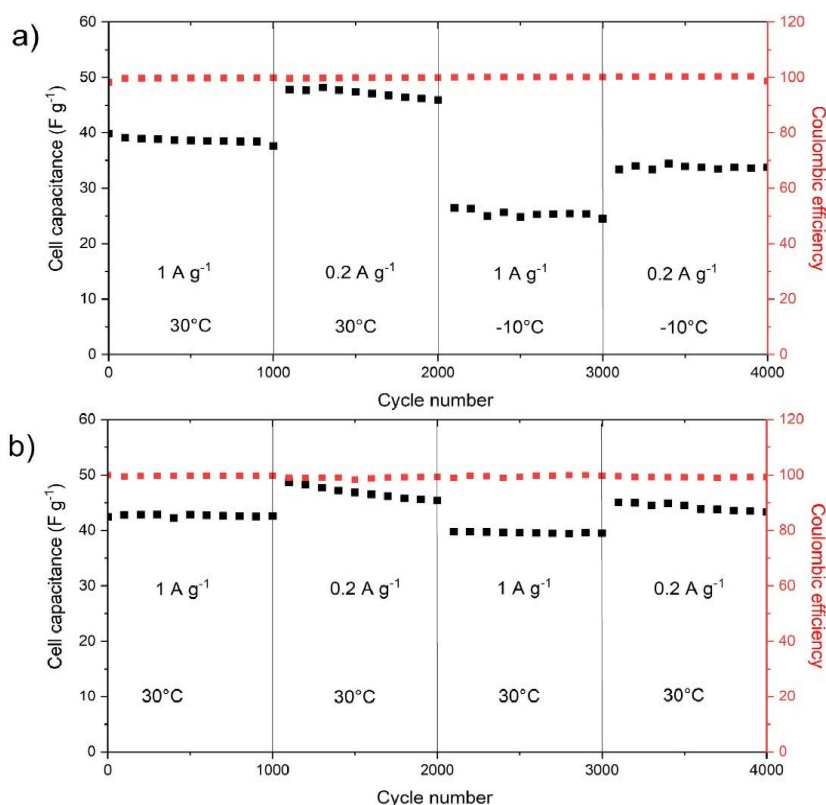 a)
60
50
40
30
20
10
0
Cell capacitance (F g⁻¹)
120
100
80
60
40
20
0
Coulombic efficiency
1 A g⁻¹
0.2 A g⁻¹
1 A g⁻¹
0.2 A g⁻¹
30°C
30°C
-10°C
-10°C
0 1000 2000 3000 4000
Cycle number
b)
60
50
40
30
20
10
0
Cell capacitance (F g⁻¹)
120
100
80
60
40
20
0
Coulombic efficiency
1 A g⁻¹
0.2 A g⁻¹
1 A g⁻¹
0.2 A g⁻¹
30°C
30°C
30°C
30°C
0 1000 2000 3000 4000
Cycle number